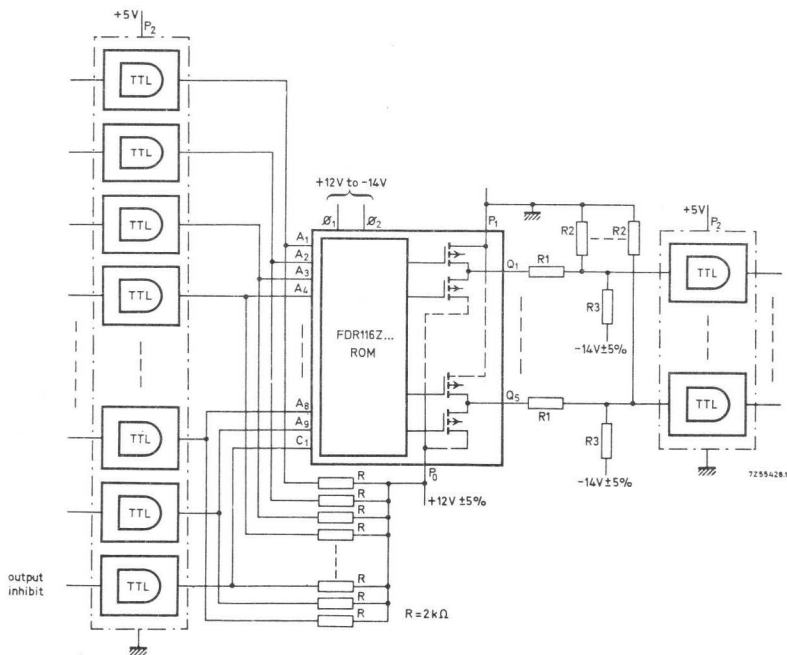 +5V
P2
TTL
TTL
TTL
TTL
TTL
TTL
TTL
output
inhibit
+12V to -14V
Ø1 Ø2
A1
A2
A3
A4
A8
A9
C1
FDR116Z...
ROM
P1
Q1
Q5
P0
+12V ±5%
R
R
R
R
R
R
R
R=2kΩ
R1
R2
R2
R3
-14V±5%
R1
R3
-14V±5%
+5V
P2
TTL
TTL
7Z55428.1